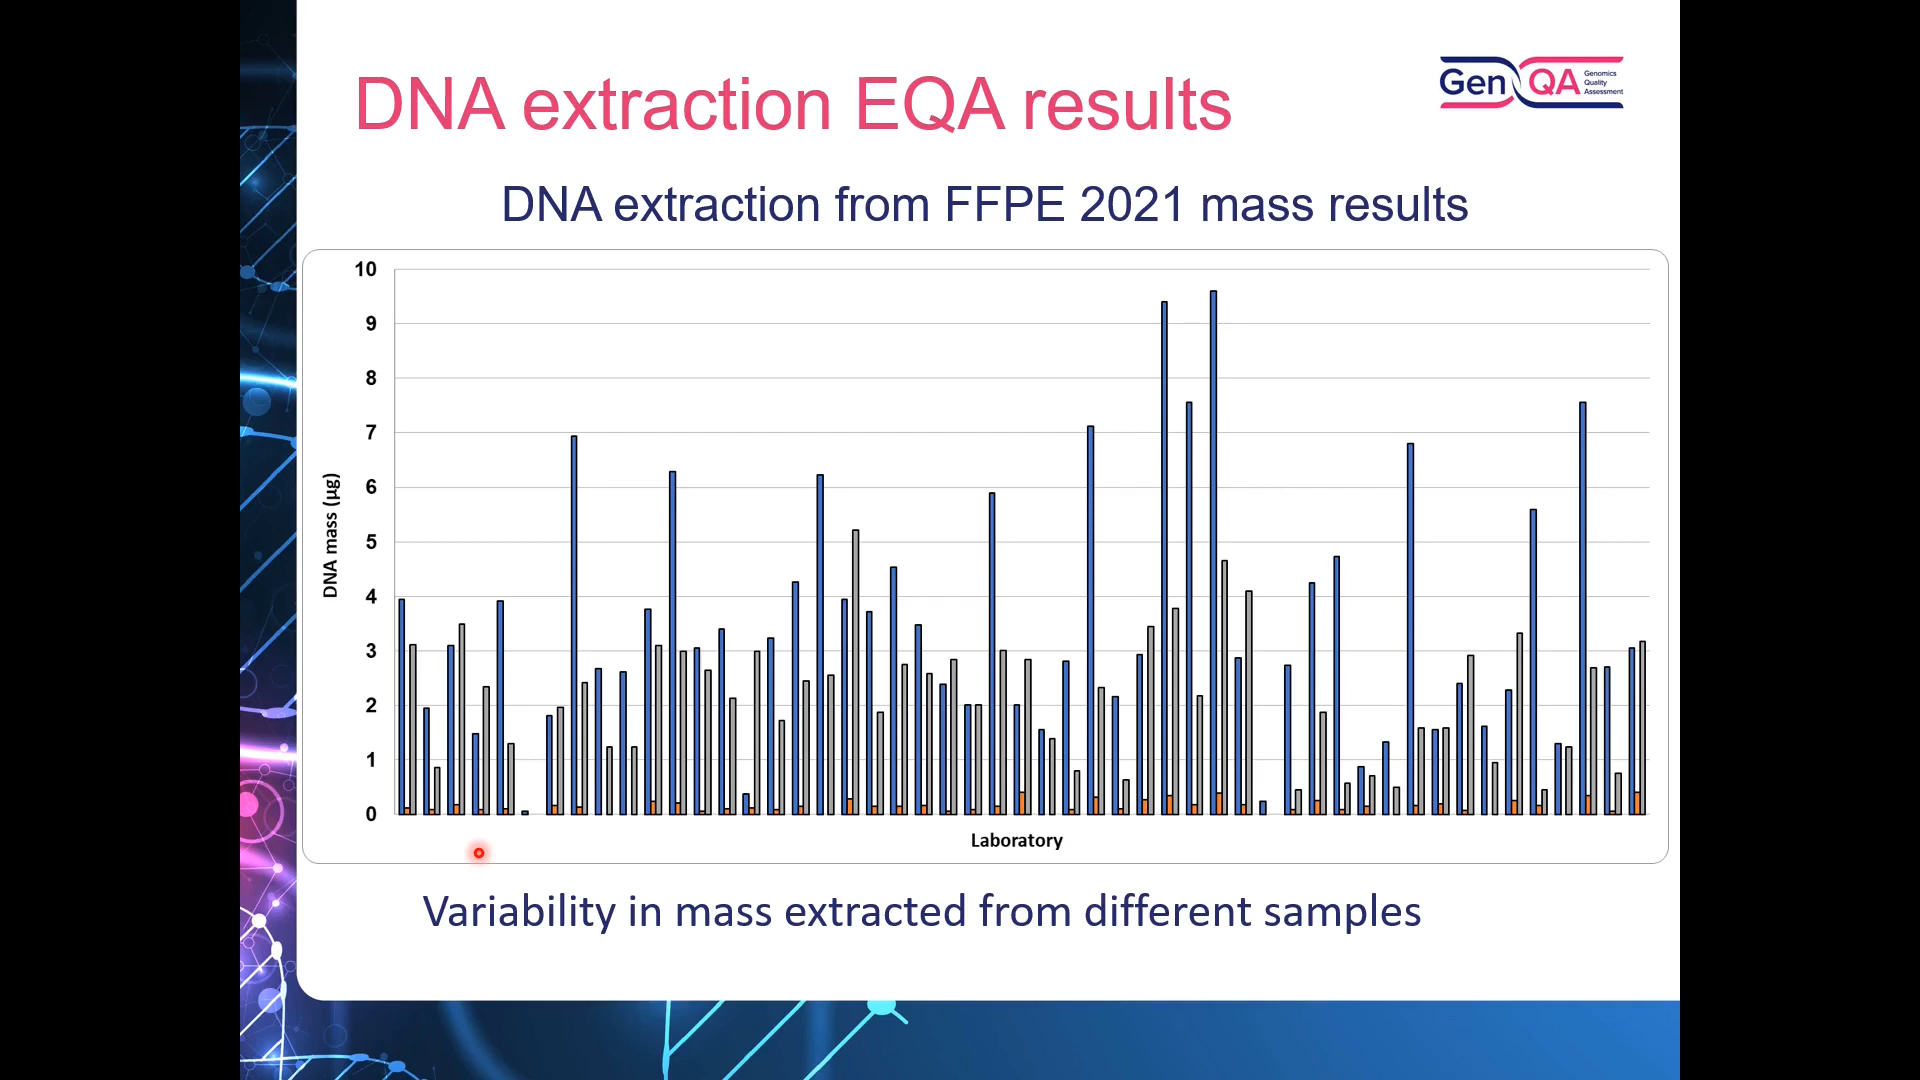 DNA extraction EQA results
GenQA
Genomics
Quality
Assessment
DNA extraction from FFPE 2021 mass results
10
9
8
7
6
5
4
3
2
1
0
DNA mass (µg)
Laboratory
Variability in mass extracted from different samples